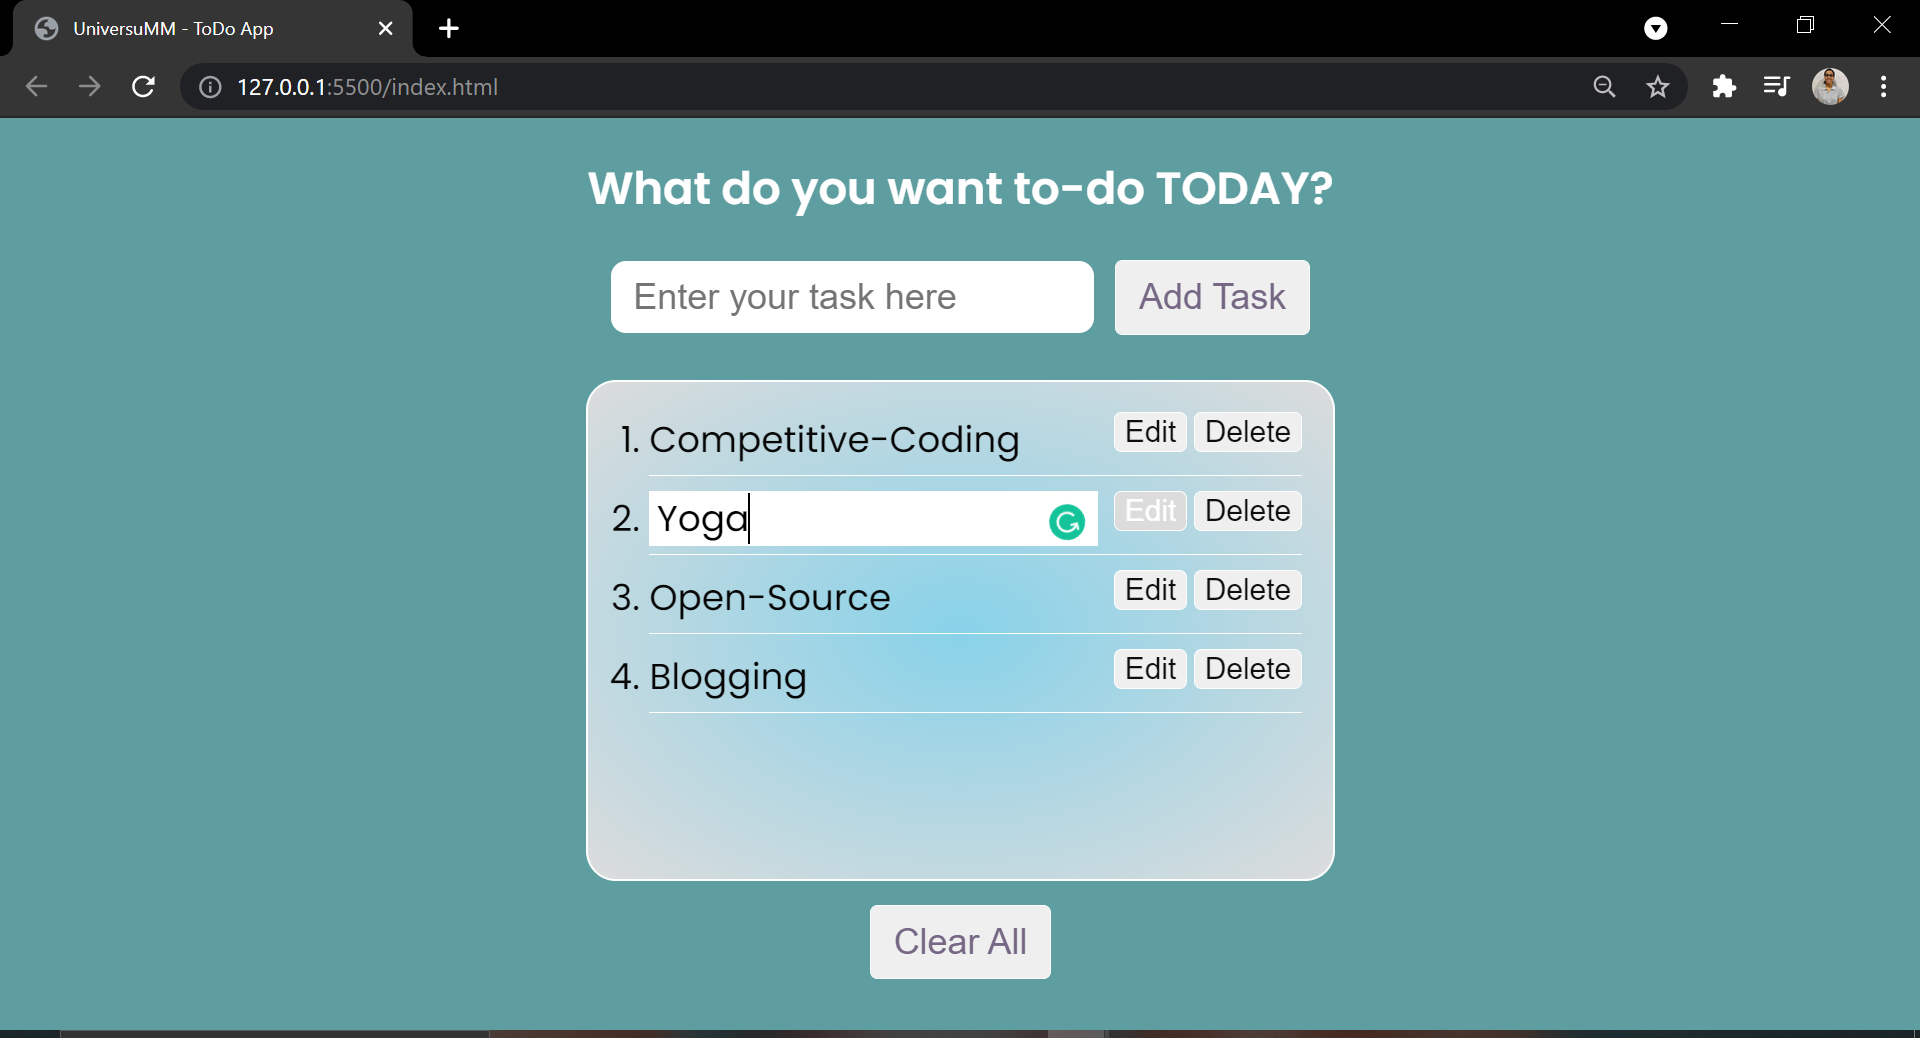 UniversuMM - ToDo App
127.0.0.1:5500/index.html
What do you want to-do TODAY?
Enter your task here Add Task
1. Competitive-Coding Edit Delete
2. Yoga Edit Delete
3. Open-Source Edit Delete
4. Blogging Edit Delete
Clear All